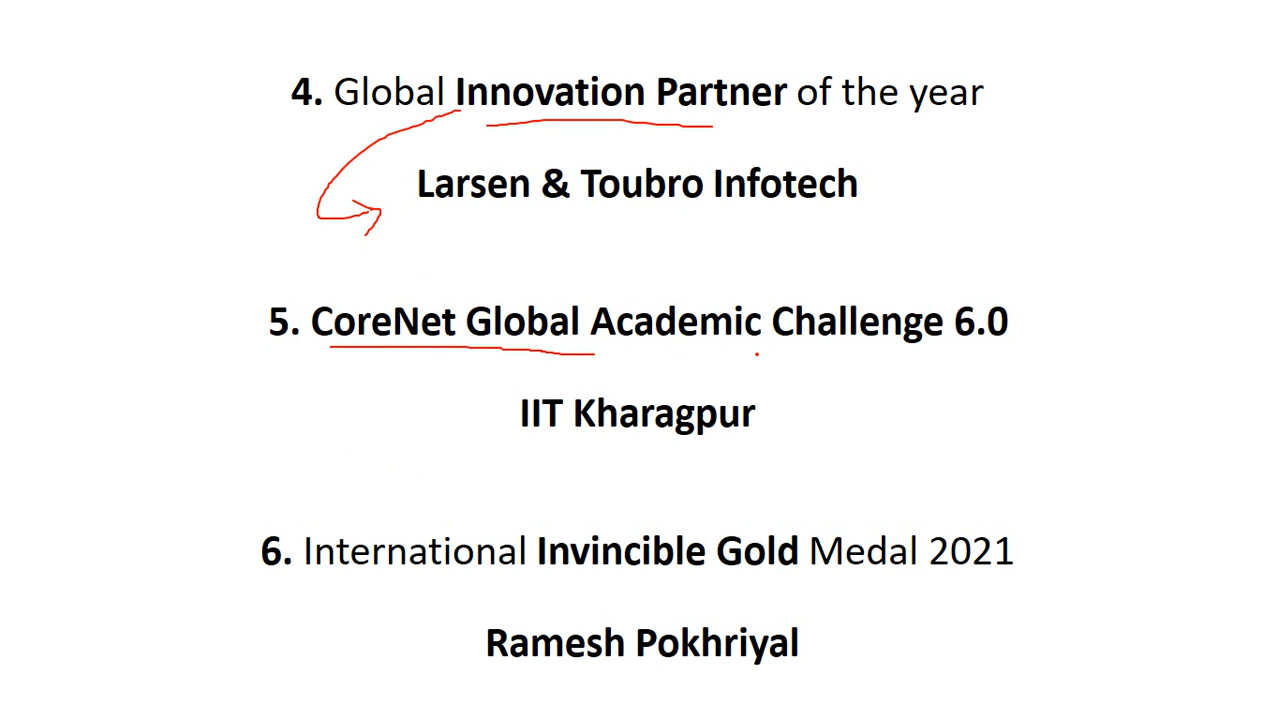 4. Global Innovation Partner of the year
Larsen & Toubro Infotech
5. CoreNet Global Academic Challenge 6.0
IIT Kharagpur
6. International Invincible Gold Medal 2021
Ramesh Pokhriyal